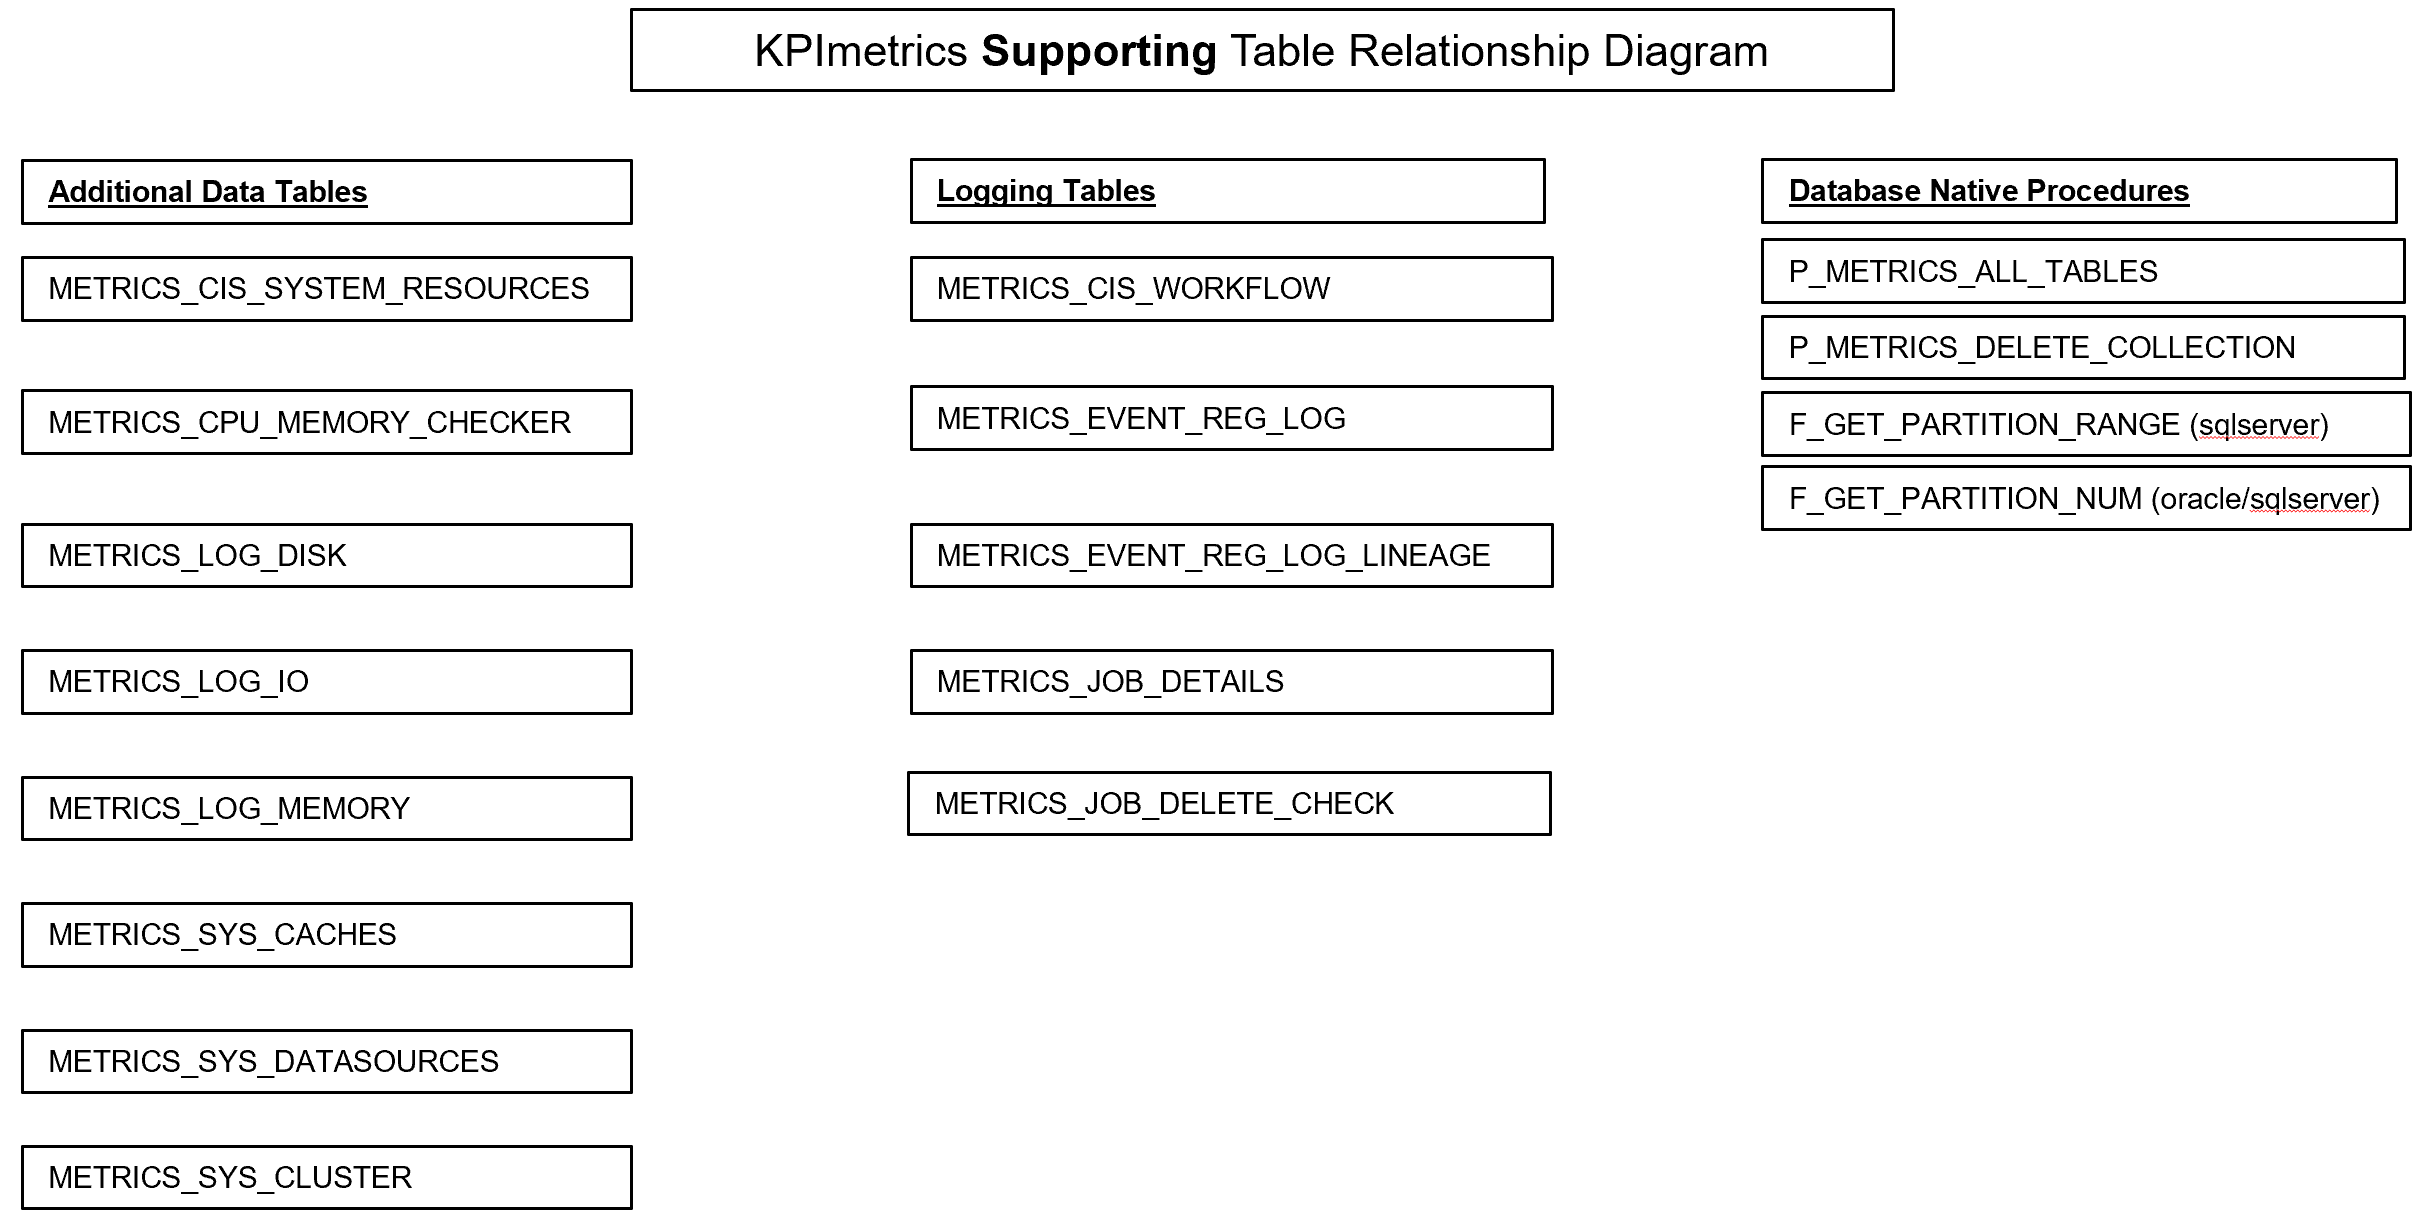 KPImetrics Supporting Table Relationship Diagram
Additional Data Tables
METRICS_CIS_SYSTEM_RESOURCES
METRICS_CPU_MEMORY_CHECKER
METRICS_LOG_DISK
METRICS_LOG_IO
METRICS_LOG_MEMORY
METRICS_SYS_CACHES
METRICS_SYS_DATASOURCES
METRICS_SYS_CLUSTER
Logging Tables
METRICS_CIS_WORKFLOW
METRICS_EVENT_REG_LOG
METRICS_EVENT_REG_LOG_LINEAGE
METRICS_JOB_DETAILS
METRICS_JOB_DELETE_CHECK
Database Native Procedures
P_METRICS_ALL_TABLES
P_METRICS_DELETE_COLLECTION
F_GET_PARTITION_RANGE (sqlserver)
F_GET_PARTITION_NUM (oracle/sqlserver)